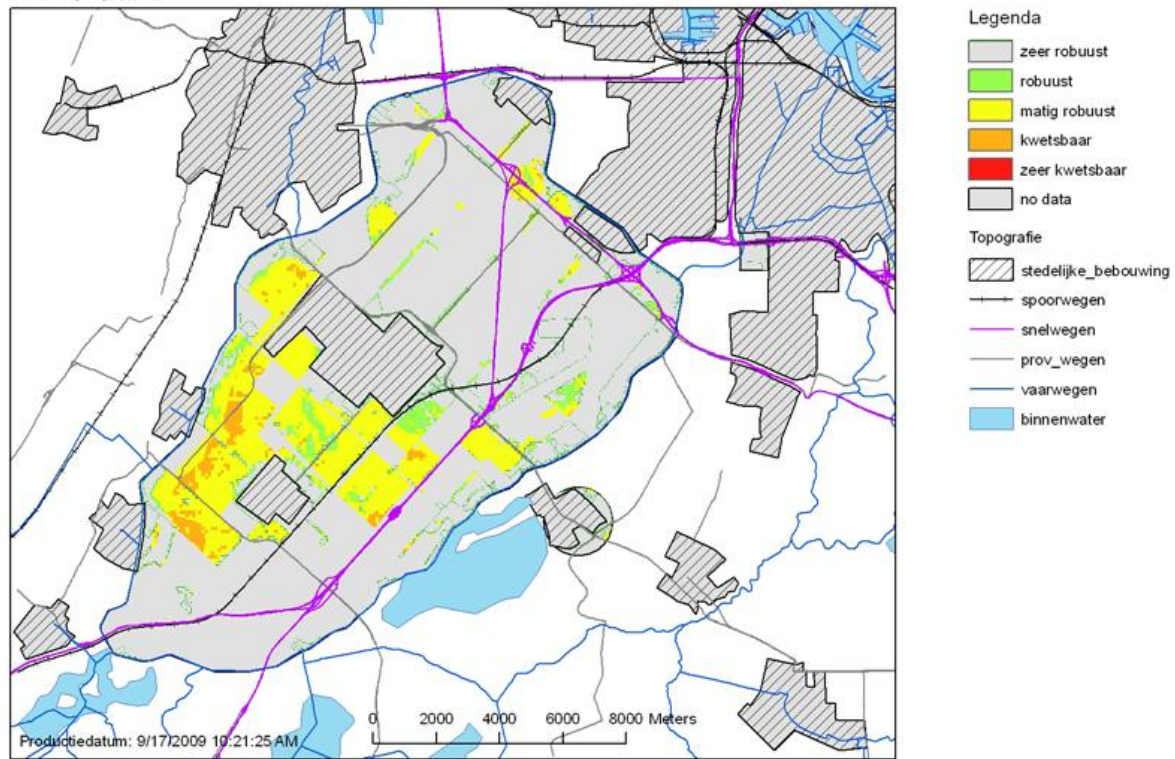 Legenda
zeer robuust
robuust
matig robuust
kwetsbaar
zeer kwetsbaar
no data
Topografie
stedelijke_bebouwing
spoorwegen
snelwegen
prov_wegen
vaarwegen
binnenwater
0 2000 4000 6000 8000 Meters
Productiedatum: 9/17/2009 10:21:25 AM